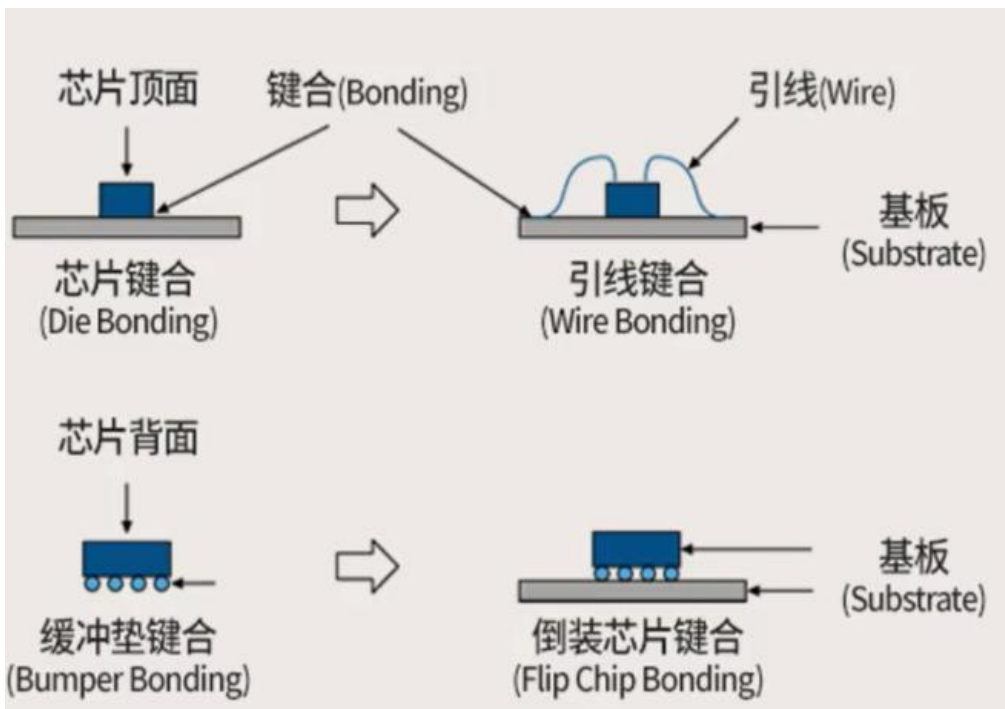 芯片顶面
键合(Bonding)
引线(Wire)
基板
(Substrate)
芯片键合
(Die Bonding)
引线键合
(Wire Bonding)
芯片背面
基板
(Substrate)
缓冲垫键合
(Bumper Bonding)
倒装芯片键合
(Flip Chip Bonding)